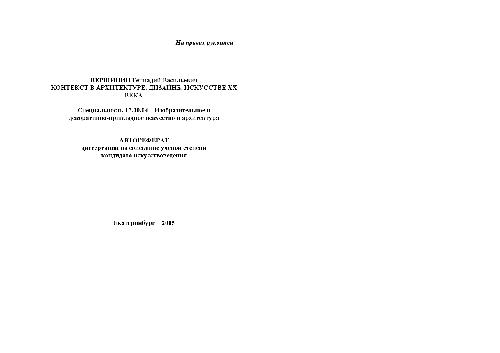 На правах рукописи
ВЕРШИНИН Геннадий Васильевич
КОНТЕКСТ В АРХИТЕКТУРЕ, ДИЗАЙНЕ, ИСКУССТВЕ XX
ВЕКА
Специальность 17.00.04 – Изобразительное и
декоративно-прикладное искусство и архитектура
АВТОРЕФЕРАТ
диссертации на соискание ученой степени
кандидата искусствоведения
Екатеринбург – 2005